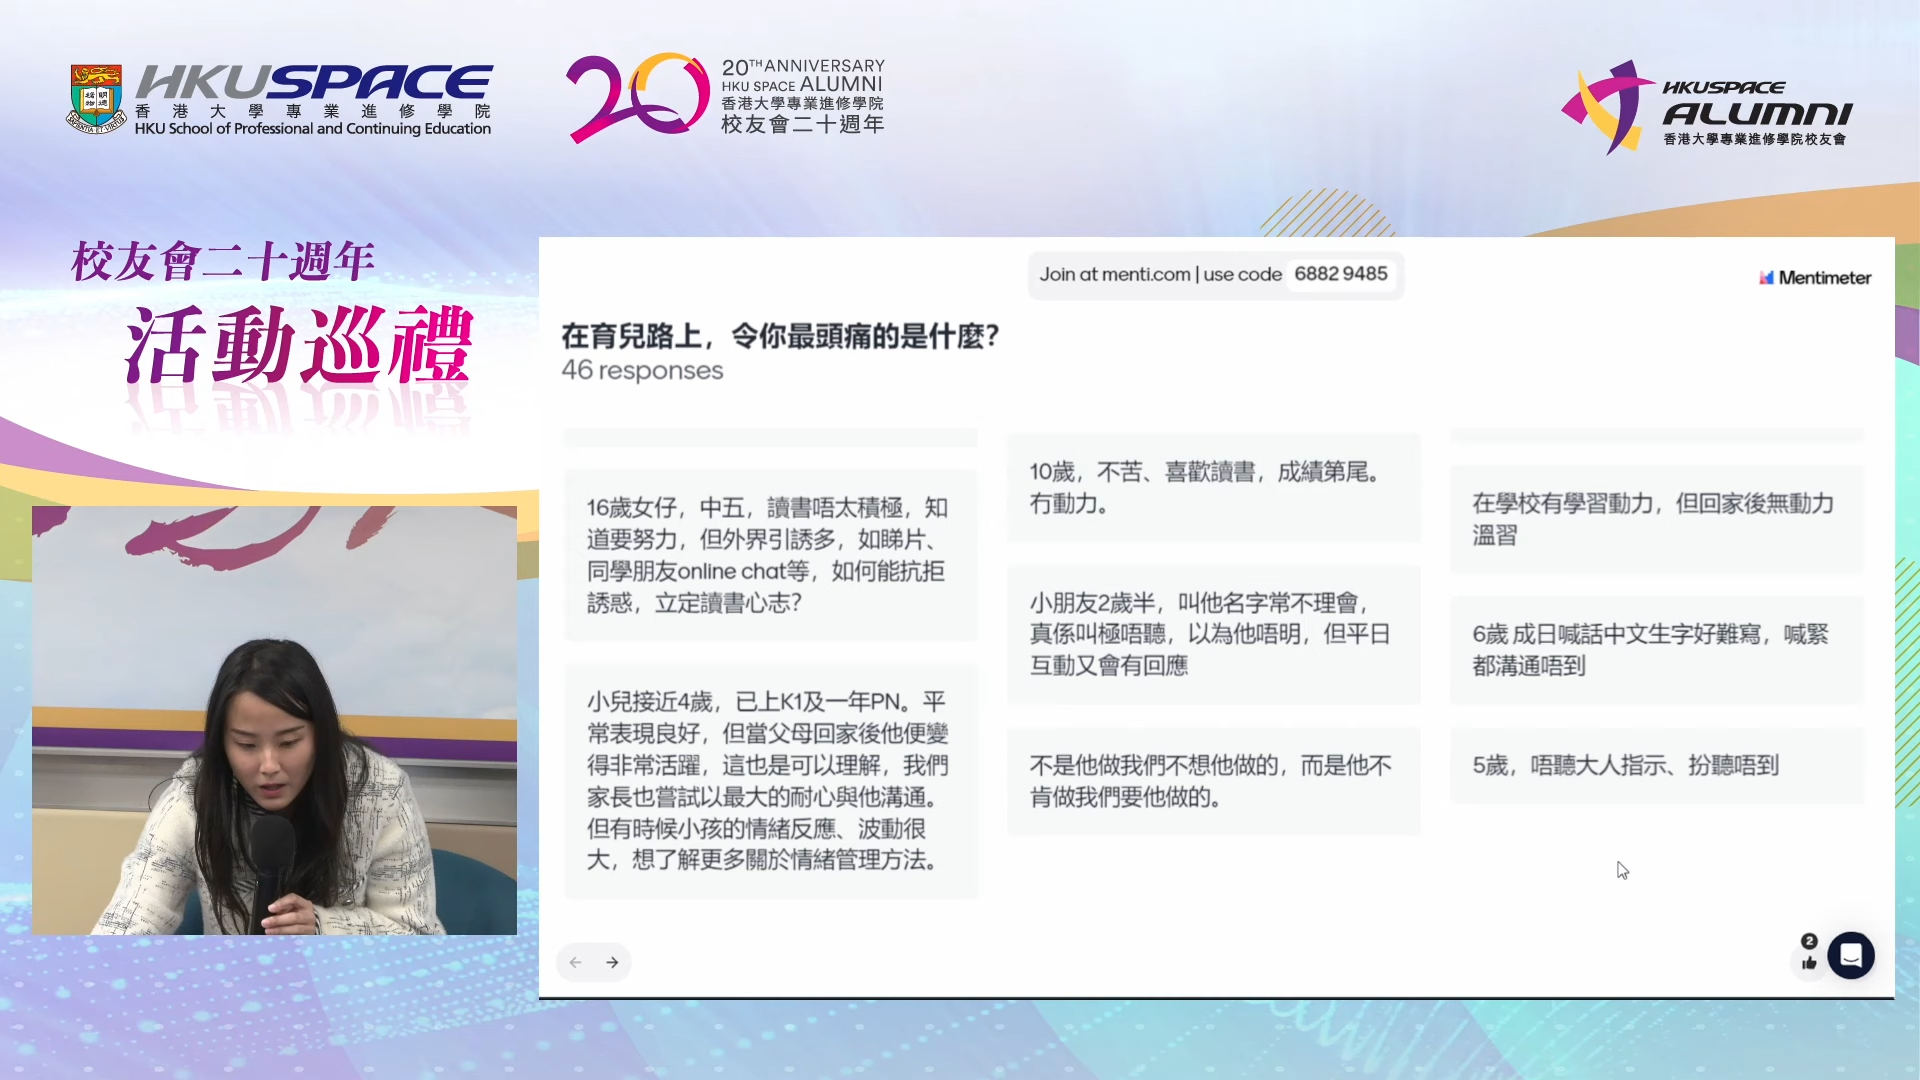 HKUSPACE
香港大學專業進修學院
HKU School of Professional and Continuing Education
20
20TH ANNIVERSARY
HKU SPACE ALUMNI
香港大學專業進修學院
校友會二十週年
HKUSPACE
ALUMNI
香港大學專業進修學院校友會
校友會二十週年
活動巡禮
Join at menti.com | use code 6882 9485
Mentimeter
在育兒路上，令你最頭痛的是什麼？
46 responses
16歲女仔，中五，讀書唔太積極，知
道要努力，但外界引誘多，如睇片、
同學朋友online chat等，如何能抗拒
誘惑，立定讀書心志？
小兒接近4歲，已上K1及一年PN。平
常表現良好，但當父母回家後他便變
得非常活躍，這也是可以理解，我們
家長也嘗試以最大的耐心與他溝通。
但有時候小孩的情緒反應、波動很
大，想了解更多關於情緒管理方法。
10歲，不苦、喜歡讀書，成績第尾。
冇動力。
小朋友2歲半，叫他名字常不理會，
真係叫極唔聽，以為他唔明，但平日
互動又會有回應
不是他做我們不想他做的，而是他不
肯做我們要他做的。
在學校有學習動力，但回家後無動力
溫習
6歲 成日喊話中文生字好難寫，喊緊
都溝通唔到
5歲，唔聽大人指示、扮聽唔到
2